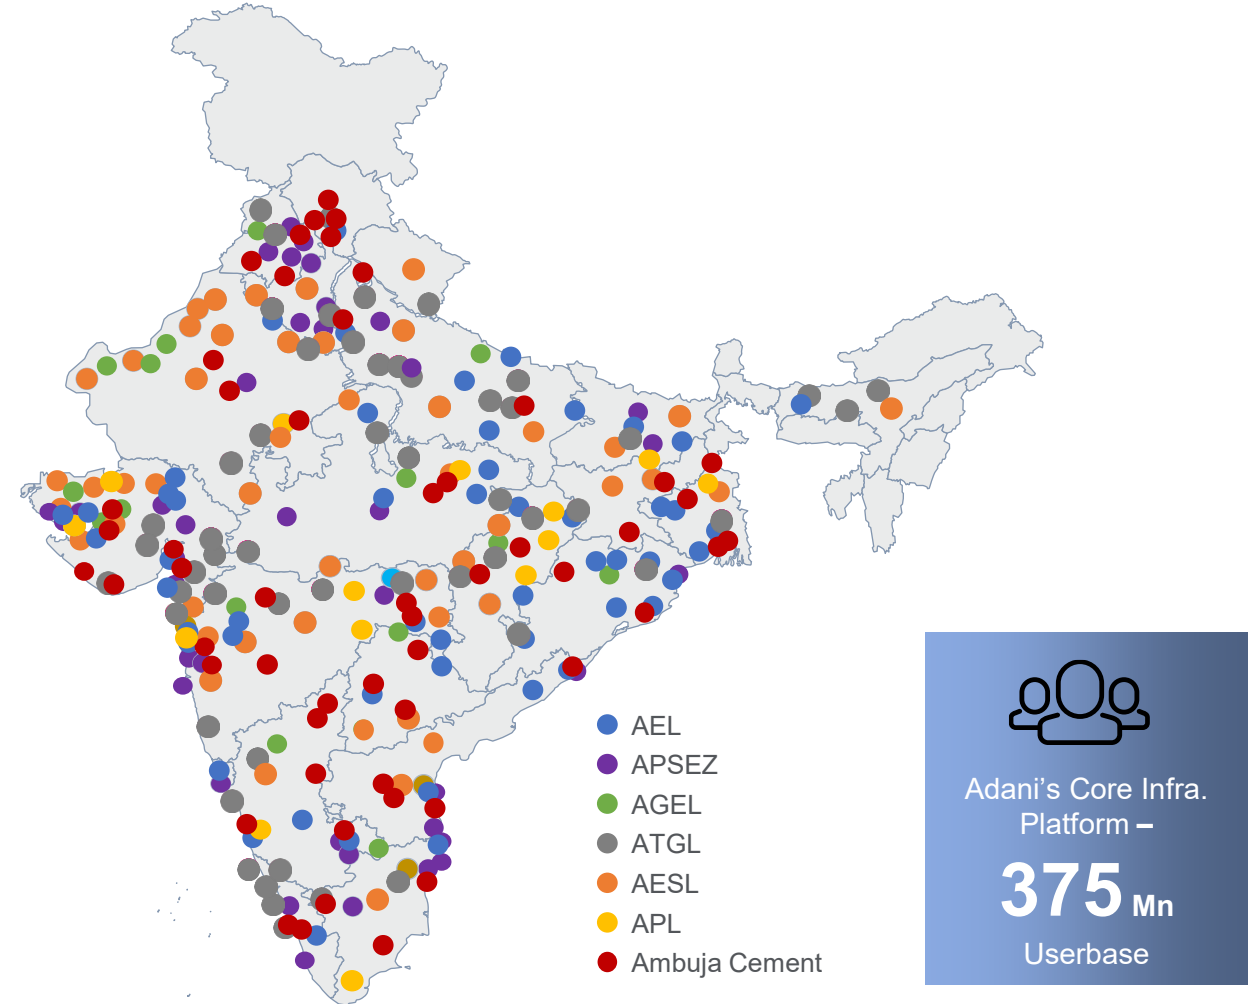 AEL
APSEZ
AGEL
ATGL
AESL
APL
Ambuja Cement
Adani’s Core Infra.
Platform –
375 Mn
Userbase